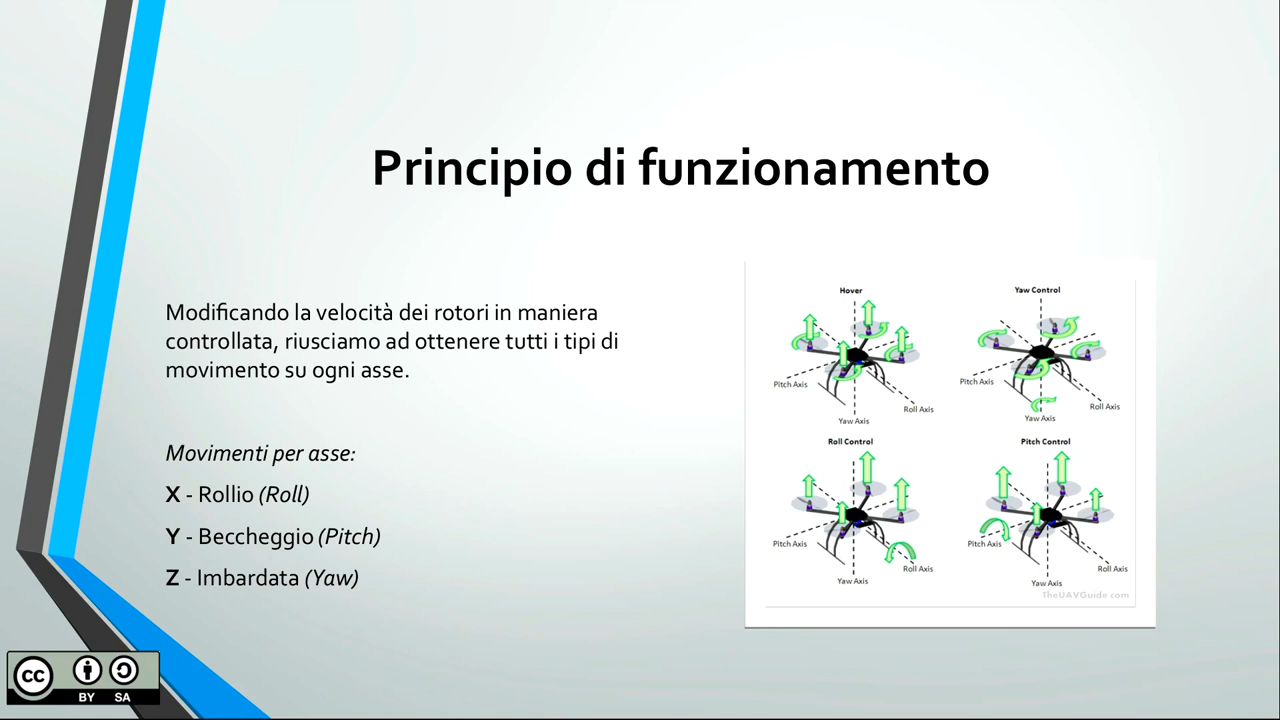 Principio di funzionamento
Modificando la velocità dei rotori in maniera
controllata, riusciamo ad ottenere tutti i tipi di
movimento su ogni asse.
Movimenti per asse:
X - Rollio (Roll)
Y - Beccheggio (Pitch)
Z - Imbardata (Yaw)
Hover
Pitch Axis
Yaw Axis
Roll Axis
Yaw Control
Pitch Axis
Yaw Axis
Roll Axis
Roll Control
Pitch Axis
Yaw Axis
Roll Axis
Pitch Control
Pitch Axis
Yaw Axis
Roll Axis
TheUAVGuide.com
CC
BY SA